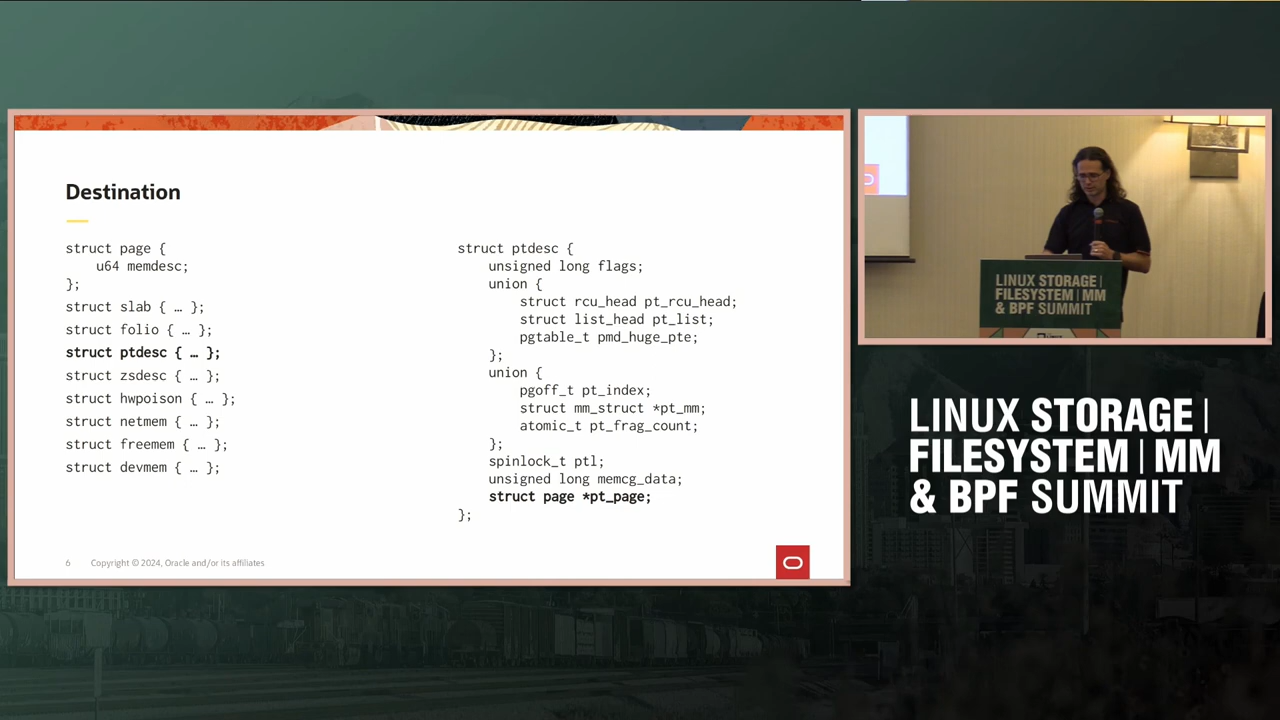 Destination
struct page {
u64 memdesc;
};
struct slab { … };
struct folio { … };
struct ptdesc { … };
struct zsdesc { … };
struct hwpoison { … };
struct netmem { … };
struct freemem { … };
struct devmem { … };
struct ptdesc {
unsigned long flags;
union {
struct rcu_head pt_rcu_head;
struct list_head pt_list;
pgtable_t pmd_huge_pte;
};
union {
pgoff_t pt_index;
struct mm_struct *pt_mm;
atomic_t pt_frag_count;
};
spinlock_t ptl;
unsigned long memcg_data;
struct page *pt_page;
};
6 Copyright © 2024, Oracle and/or its affiliates
LINUX STORAGE |
FILESYSTEM | MM
& BPF SUMMIT
LINUX STORAGE |
FILESYSTEM | MM
& BPF SUMMIT